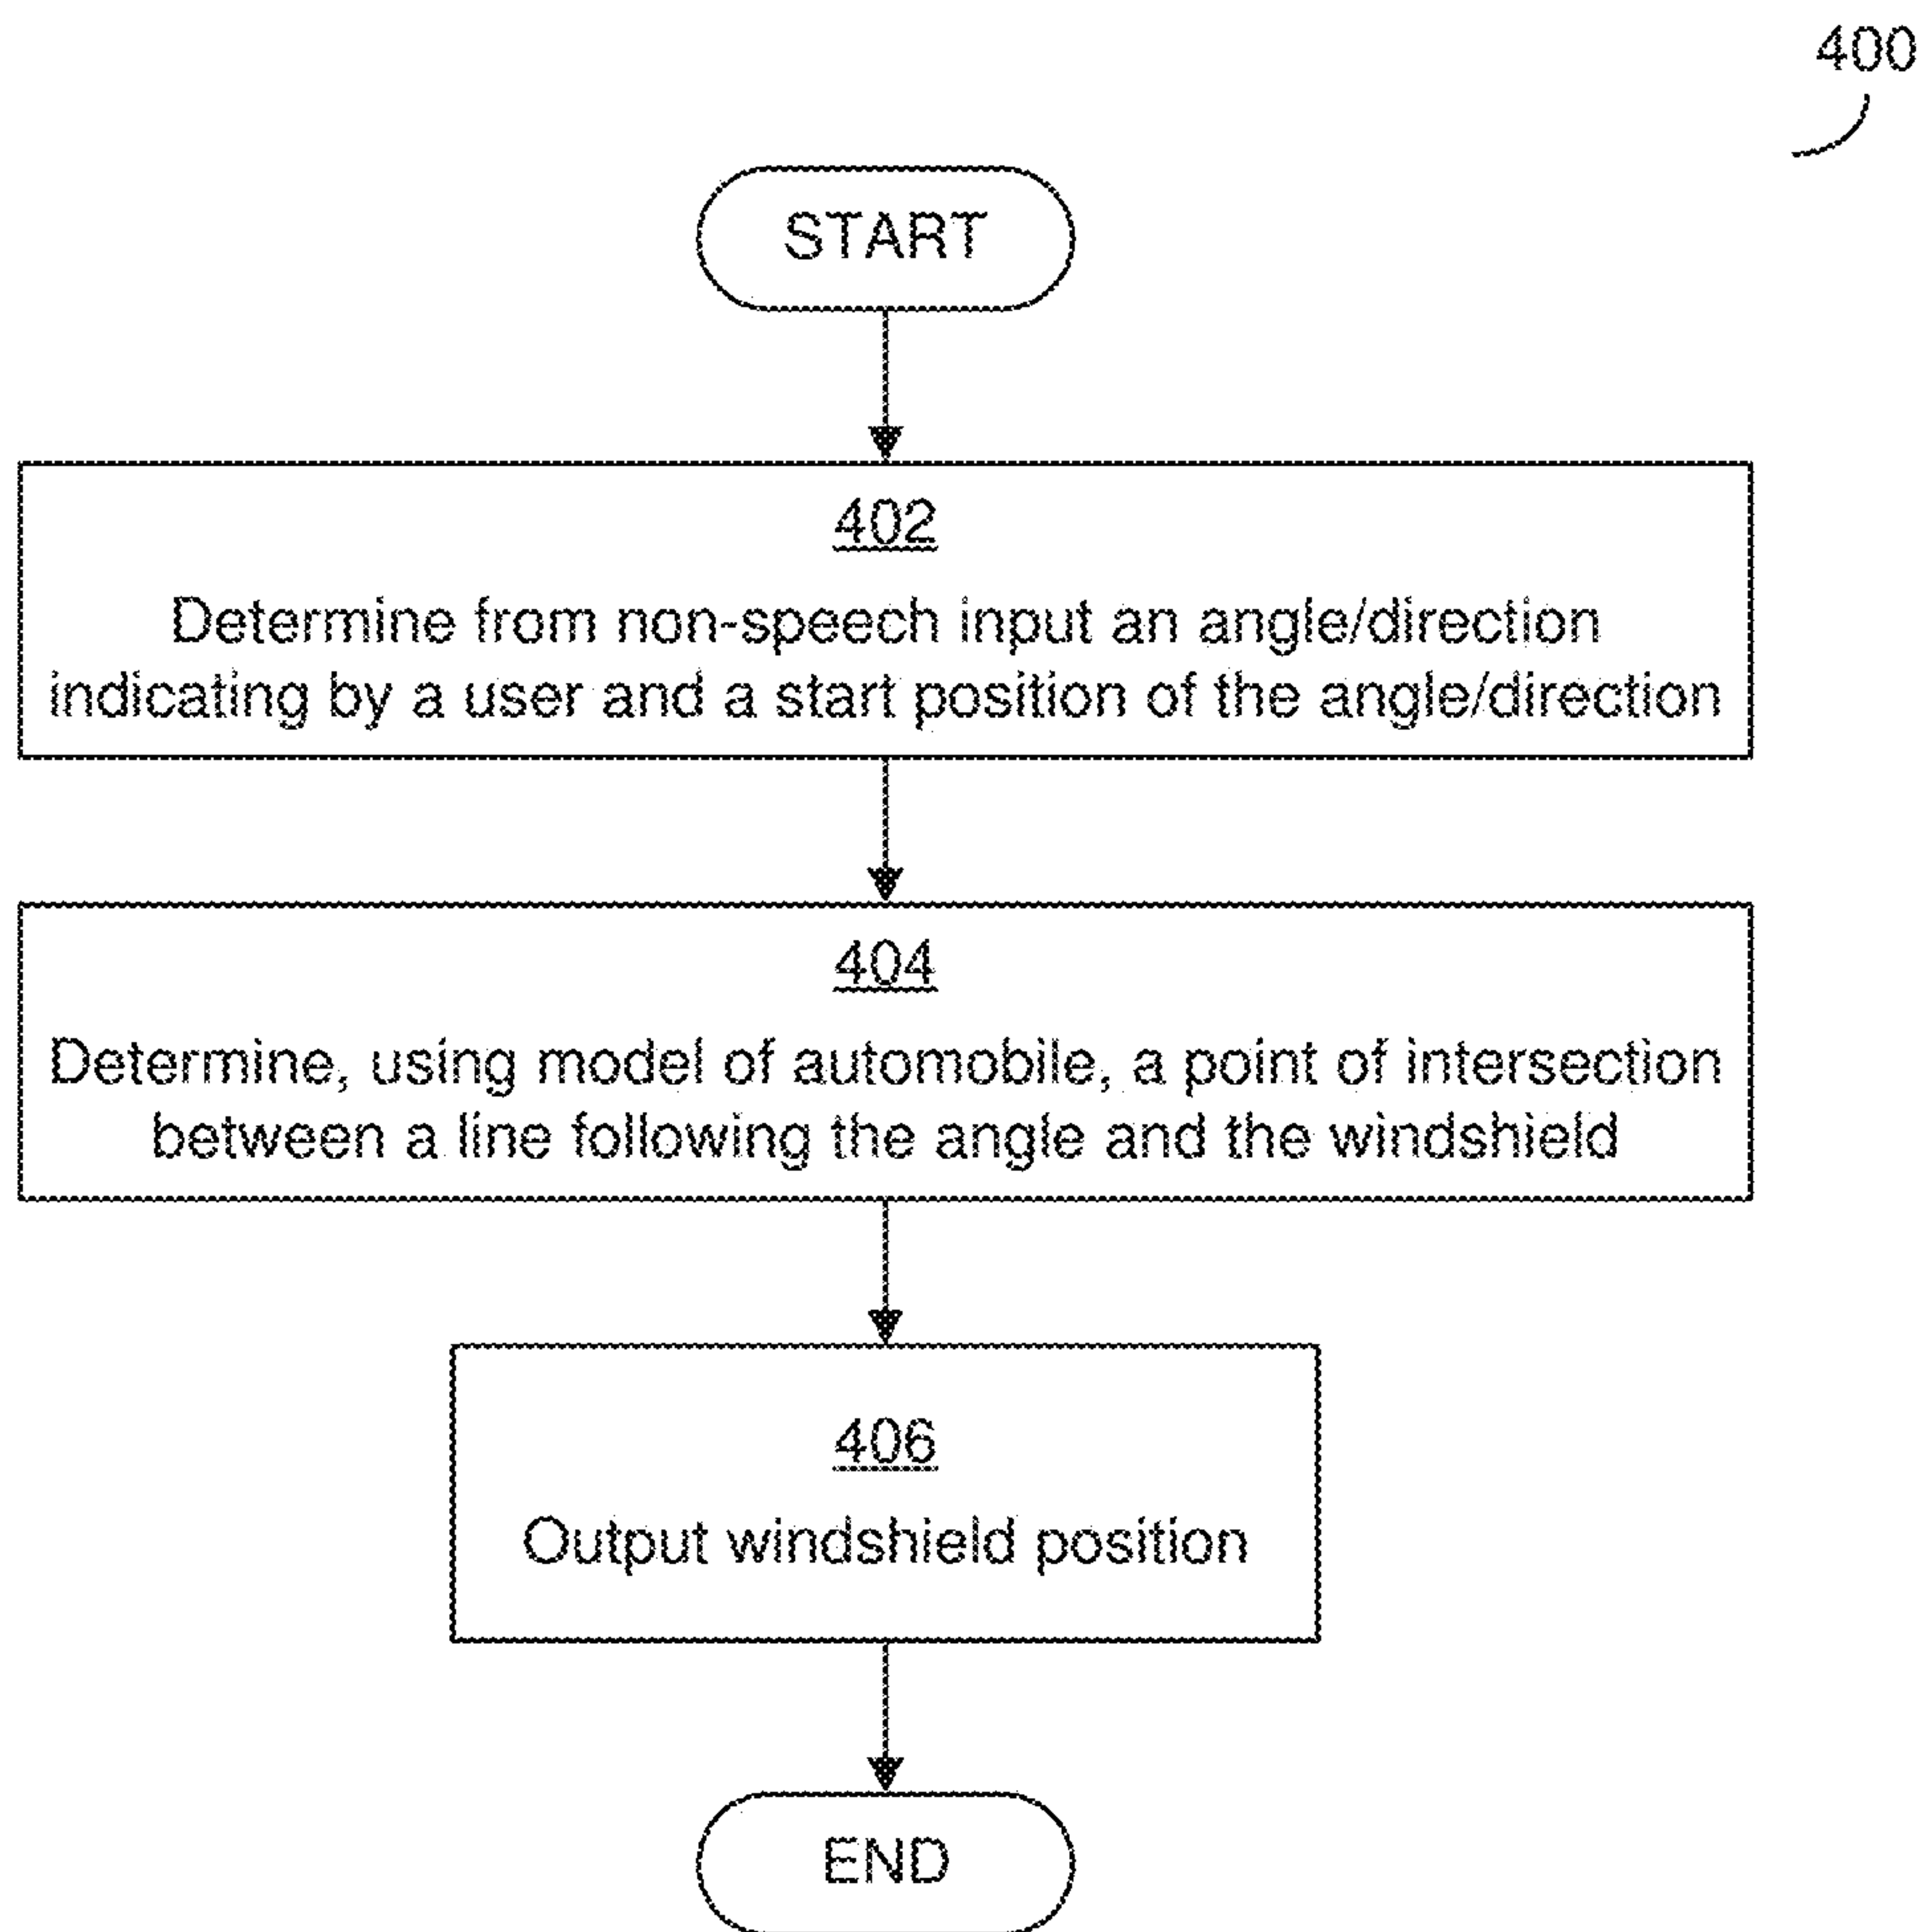 400
START
402
Determine from non-speech input an angle/direction
indicating by a user and a start position of the angle/direction
404
Determine, using model of automobile, a point of intersection
between a line following the angle and the windshield
406
Output windshield position
END